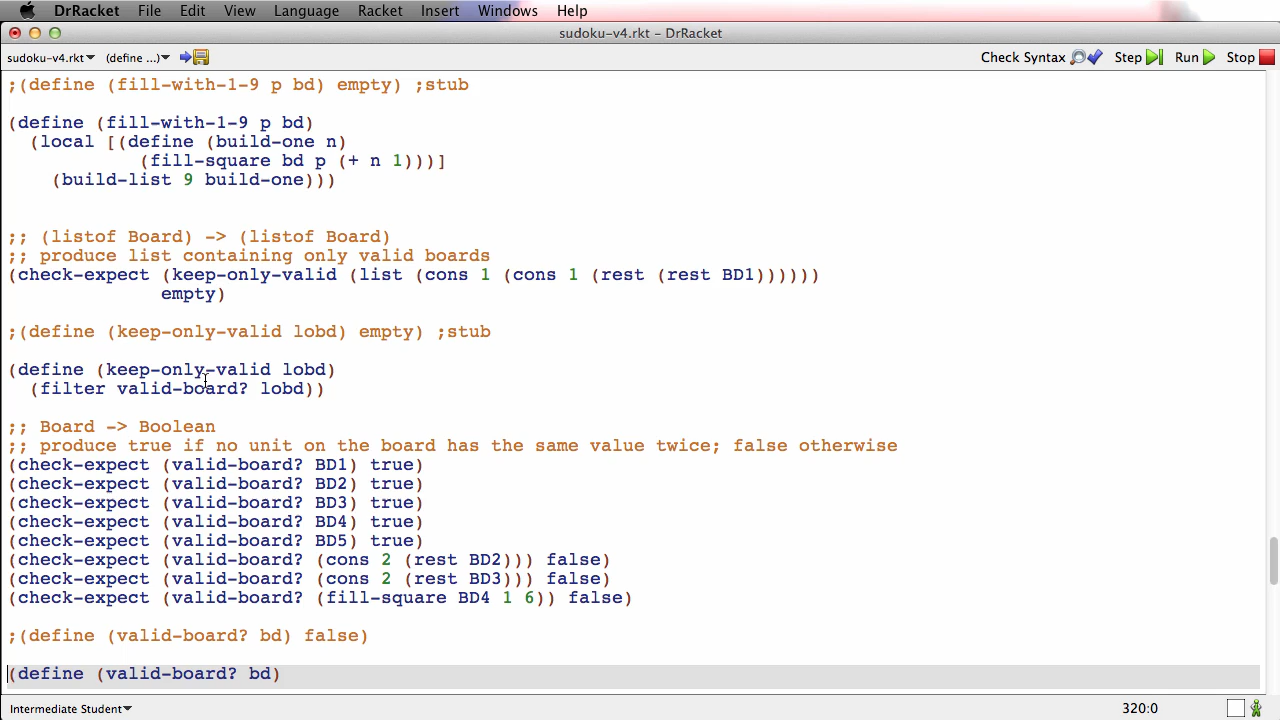 DrRacket File Edit View Language Racket Insert Windows Help
sudoku-v4.rkt - DrRacket
sudoku-v4.rkt (define ...) Check Syntax Step Run Stop
;(define (fill-with-1-9 p bd) empty) ;stub
(define (fill-with-1-9 p bd)
(local [(define (build-one n)
(fill-square bd p (+ n 1)))]
(build-list 9 build-one)))
;; (listof Board) -> (listof Board)
;; produce list containing only valid boards
(check-expect (keep-only-valid (list (cons 1 (cons 1 (rest (rest BD1))))))
empty)
;(define (keep-only-valid lobd) empty) ;stub
(define (keep-only-valid lobd)
(filter valid-board? lobd))
;; Board -> Boolean
;; produce true if no unit on the board has the same value twice; false otherwise
(check-expect (valid-board? BD1) true)
(check-expect (valid-board? BD2) true)
(check-expect (valid-board? BD3) true)
(check-expect (valid-board? BD4) true)
(check-expect (valid-board? BD5) true)
(check-expect (valid-board? (cons 2 (rest BD2))) false)
(check-expect (valid-board? (cons 2 (rest BD3))) false)
(check-expect (valid-board? (fill-square BD4 1 6)) false)
;(define (valid-board? bd) false)
(define (valid-board? bd)
Intermediate Student 320:0